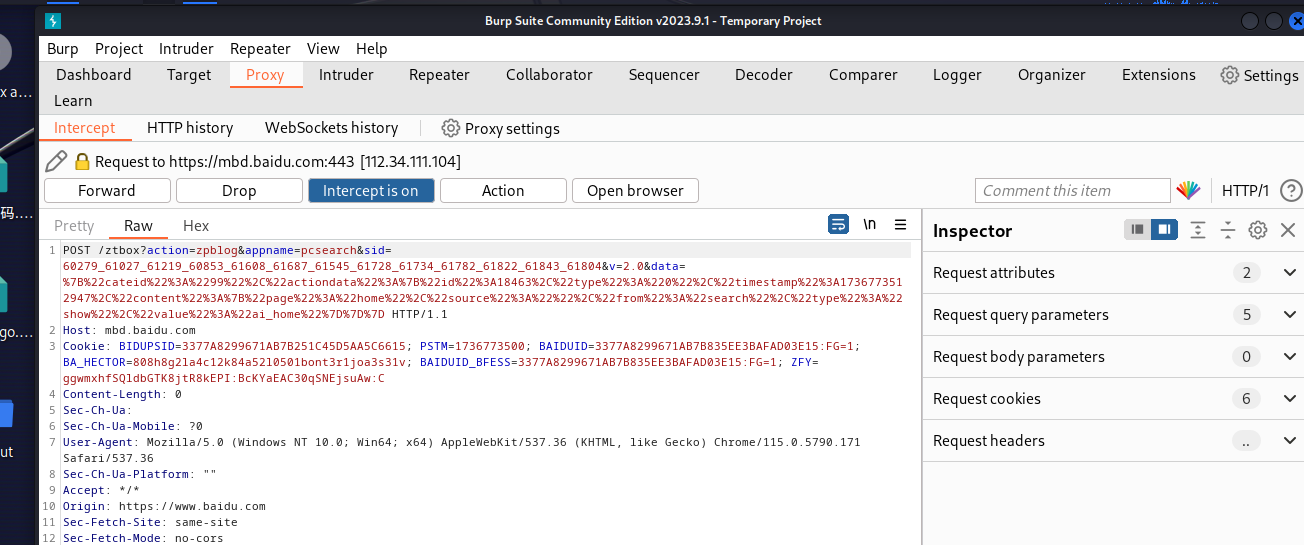 Burp Suite Community Edition v2023.9.1 - Temporary Project
Burp Project Intruder Repeater View Help
Dashboard Target Proxy Intruder Repeater Collaborator Sequencer Decoder Comparer Logger Organizer Extensions Settings
Learn
Intercept HTTP history WebSockets history Proxy settings
Request to https://mbd.baidu.com:443 [112.34.111.104]
Forward Drop Intercept is on Action Open browser Comment this item HTTP/1 ?
Pretty Raw Hex \n
1 POST /ztbox?action=zpblog&appname=pcsearch&sid=
60279_61027_61219_60853_61608_61687_61545_61728_61734_61782_61822_61843_61804&v=2.0&data=
%7B%22cateid%22%3A%2299%22%2C%22actiondata%22%3A%7B%22id%22%3A18463%2C%22type%22%3A%220%22%2C%22timestamp%22%3A173677351
2947%2C%22content%22%3A%7B%22page%22%3A%22home%22%2C%22source%22%3A%22%22%2C%22from%22%3A%22search%22%2C%22type%22%3A%22
show%22%2C%22value%22%3A%22ai_home%22%7D%7D%7D HTTP/1.1
2 Host: mbd.baidu.com
3 Cookie: BIDUPSID=3377A8299671AB7B251C45D5AA5C6615; PSTM=1736773500; BAIDUID=3377A8299671AB7B835EE3BAFAD03E15:FG=1;
BA_HECTOR=808h8g21a4c12k84a52l0501bont3r1joa3s31v; BAIDUID_BFESS=3377A8299671AB7B835EE3BAFAD03E15:FG=1; ZFY=
ggwmxhfSQldbGTK8jtR8kEPI:BcKYaEAC30qSNEjsuAw:C
4 Content-Length: 0
5 Sec-Ch-Ua:
6 Sec-Ch-Ua-Mobile: ?0
7 User-Agent: Mozilla/5.0 (Windows NT 10.0; Win64; x64) AppleWebKit/537.36 (KHTML, like Gecko) Chrome/115.0.5790.171
Safari/537.36
8 Sec-Ch-Ua-Platform: ""
9 Accept: */*
10 Origin: https://www.baidu.com
11 Sec-Fetch-Site: same-site
12 Sec-Fetch-Mode: no-cors
Inspector
Request attributes 2
Request query parameters 5
Request body parameters 0
Request cookies 6
Request headers ..
x a...
码....
go....
ut